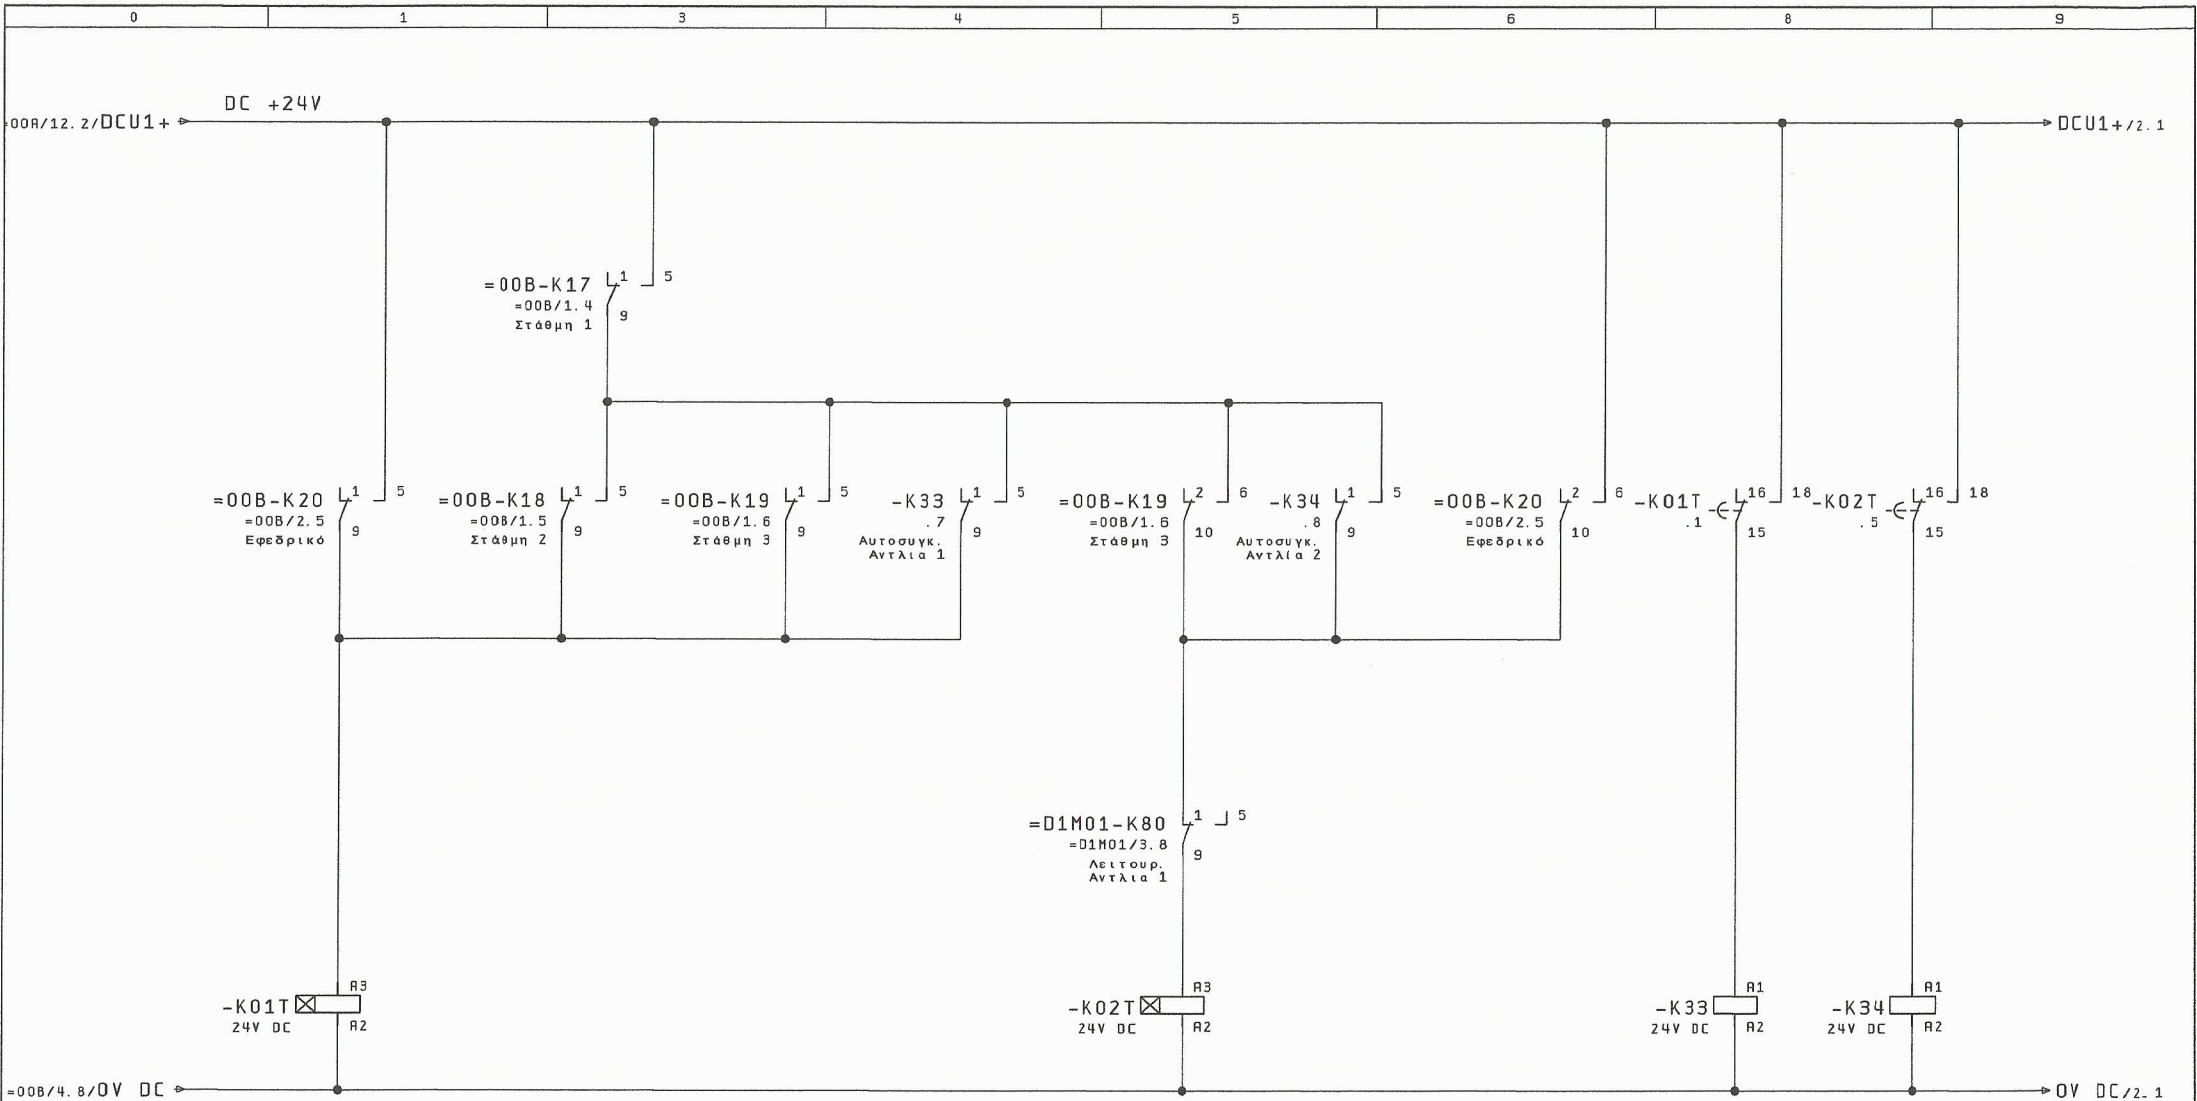 0 1 3 4 5 6 8 9
DC +24V
=00A/12.2/DCU1+
DCU1+/2.1
=00B-K17 1 5
=00B/1.4 9
Στάθμη 1
=00B-K20 1 5
=00B/2.5 9
Εφεδρικό
=00B-K18 1 5
=00B/1.5 9
Στάθμη 2
=00B-K19 1 5
=00B/1.6 9
Στάθμη 3
-K33 1 5
.7 9
Αυτοσυγκ.
Αντλια 1
=00B-K19 2 6
=00B/1.6 10
Στάθμη 3
-K34 1 5
.8 9
Αυτοσυγκ.
Αντλία 2
=00B-K20 2 6
=00B/2.5 10
Εφεδρικό
-K01T 16 18
.1 15
-K02T 16 18
.5 15
=D1M01-K80 1 5
=D1M01/3.8 9
Λειτουρ.
Αντλια 1
-K01T A3
24V DC A2
-K02T A3
24V DC A2
-K33 A1
24V DC A2
-K34 A1
24V DC A2
=00B/4.8/0V DC
0V DC/2.1